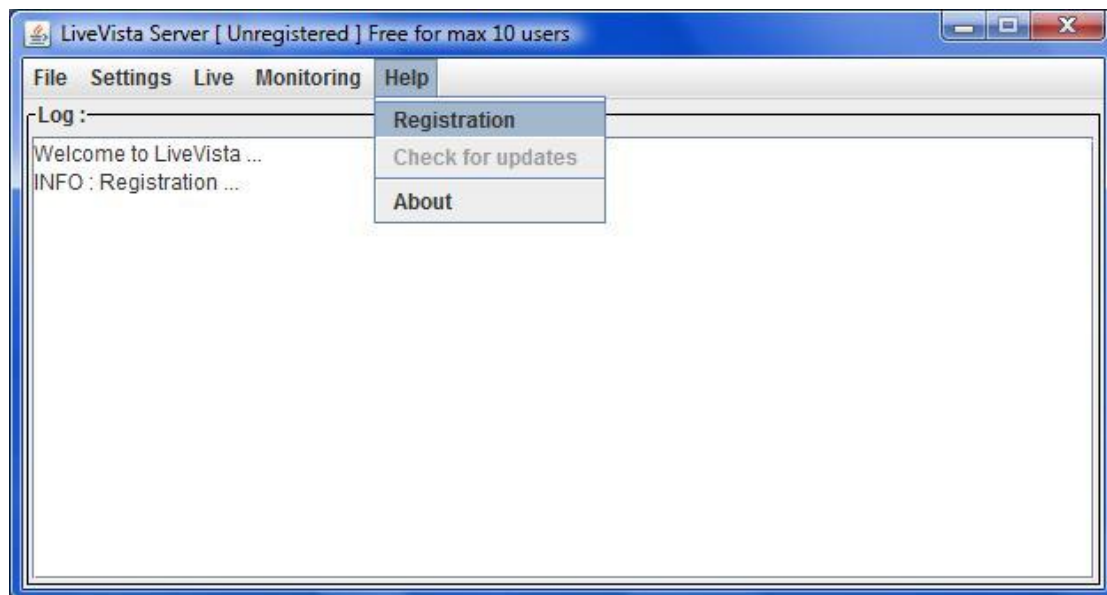 LiveVista Server [ Unregistered ] Free for max 10 users
File Settings Live Monitoring Help
Log :
Registration
Check for updates
About
Welcome to LiveVista ...
INFO : Registration ...